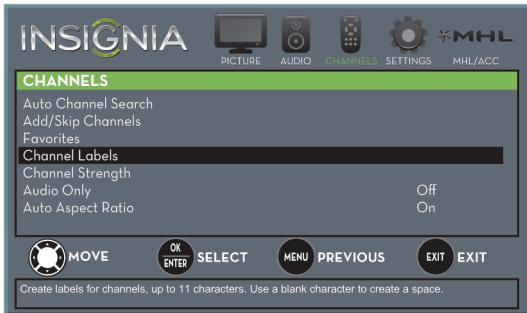 INSIGNIA
PICTURE AUDIO CHANNELS SETTINGS MHL MHL/ACC
CHANNELS
Auto Channel Search
Add/Skip Channels
Favorites
Channel Labels
Channel Strength
Audio Only Off
Auto Aspect Ratio On
MOVE OK ENTER SELECT MENU PREVIOUS EXIT EXIT
Create labels for channels, up to 11 characters. Use a blank character to create a space.